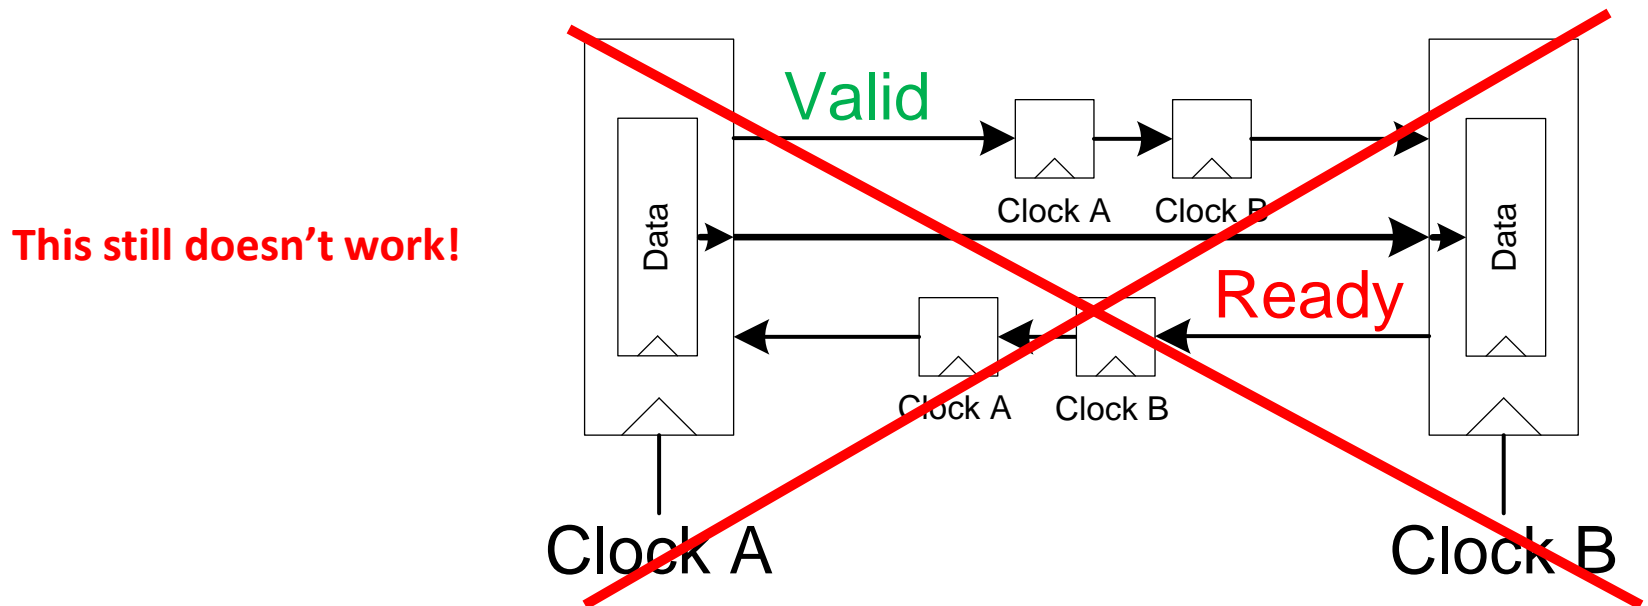 This still doesn’t work!
Valid
Clock A Clock B
Data
Data
Ready
Clock A Clock B
Clock A
Clock B